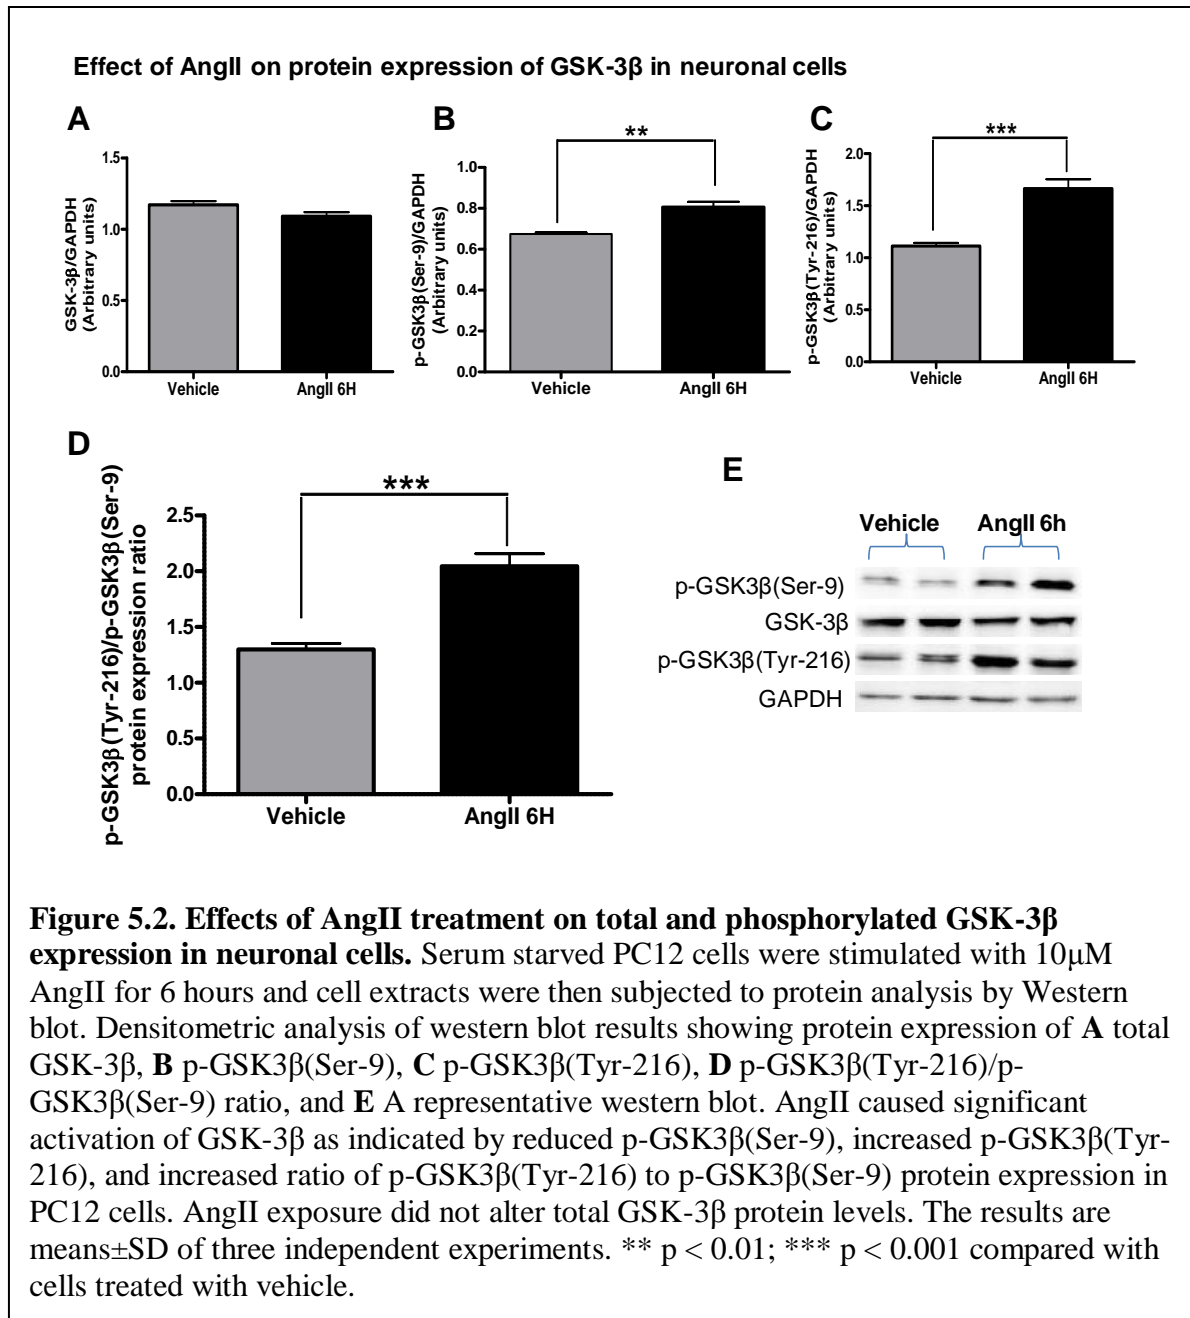 Effect of AngII on protein expression of GSK-3β in neuronal cells
A
GSK-3β/GAPDH
(Arbitrary units)
1.5
1.0
0.5
0.0
Vehicle
AngII 6H
B
**
p-GSK3β(Ser-9)/GAPDH
(Arbitrary units)
1.0
0.8
0.6
0.4
0.2
0.0
Vehicle
AngII 6H
C
***
p-GSK3β(Tyr-216)/GAPDH
(Arbitrary units)
2.0
1.5
1.0
0.5
0.0
Vehicle
AngII 6H
D
***
p-GSK3β(Tyr-216)/p-GSK3β(Ser-9)
protein expression ratio
2.5
2.0
1.5
1.0
0.5
0.0
Vehicle
AngII 6H
E
Vehicle AngII 6h
p-GSK3β(Ser-9)
GSK-3β
p-GSK3β(Tyr-216)
GAPDH
Figure 5.2. Effects of AngII treatment on total and phosphorylated GSK-3β
expression in neuronal cells. Serum starved PC12 cells were stimulated with 10μM
AngII for 6 hours and cell extracts were then subjected to protein analysis by Western
blot. Densitometric analysis of western blot results showing protein expression of A total
GSK-3β, B p-GSK3β(Ser-9), C p-GSK3β(Tyr-216), D p-GSK3β(Tyr-216)/p-
GSK3β(Ser-9) ratio, and E A representative western blot. AngII caused significant
activation of GSK-3β as indicated by reduced p-GSK3β(Ser-9), increased p-GSK3β(Tyr-
216), and increased ratio of p-GSK3β(Tyr-216) to p-GSK3β(Ser-9) protein expression in
PC12 cells. AngII exposure did not alter total GSK-3β protein levels. The results are
means±SD of three independent experiments. ** p < 0.01; *** p < 0.001 compared with
cells treated with vehicle.